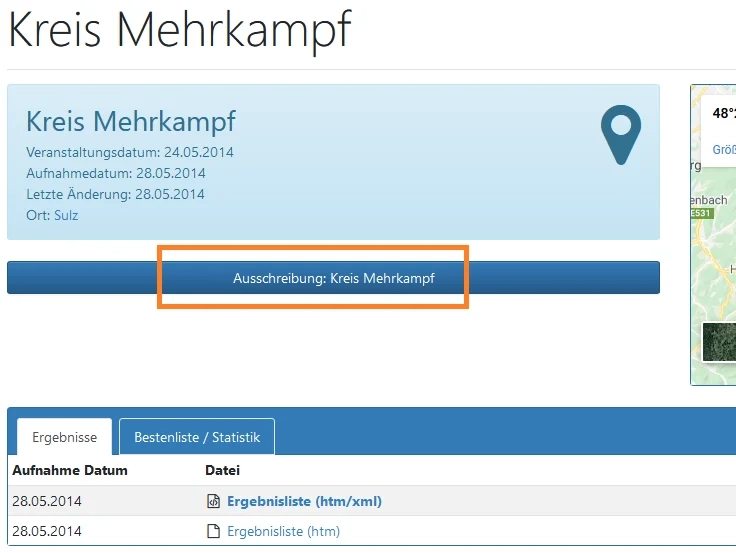 Kreis Mehrkampf
Kreis Mehrkampf
Veranstaltungsdatum: 24.05.2014
Aufnahmedatum: 28.05.2014
Letzte Änderung: 28.05.2014
Ort: Sulz
Ausschreibung: Kreis Mehrkampf
48°
Größ
rg
enbach
E531
H
Ergebnisse
Bestenliste / Statistik
Aufnahme Datum Datei
28.05.2014 Ergebnisliste (htm/xml)
28.05.2014 Ergebnisliste (htm)